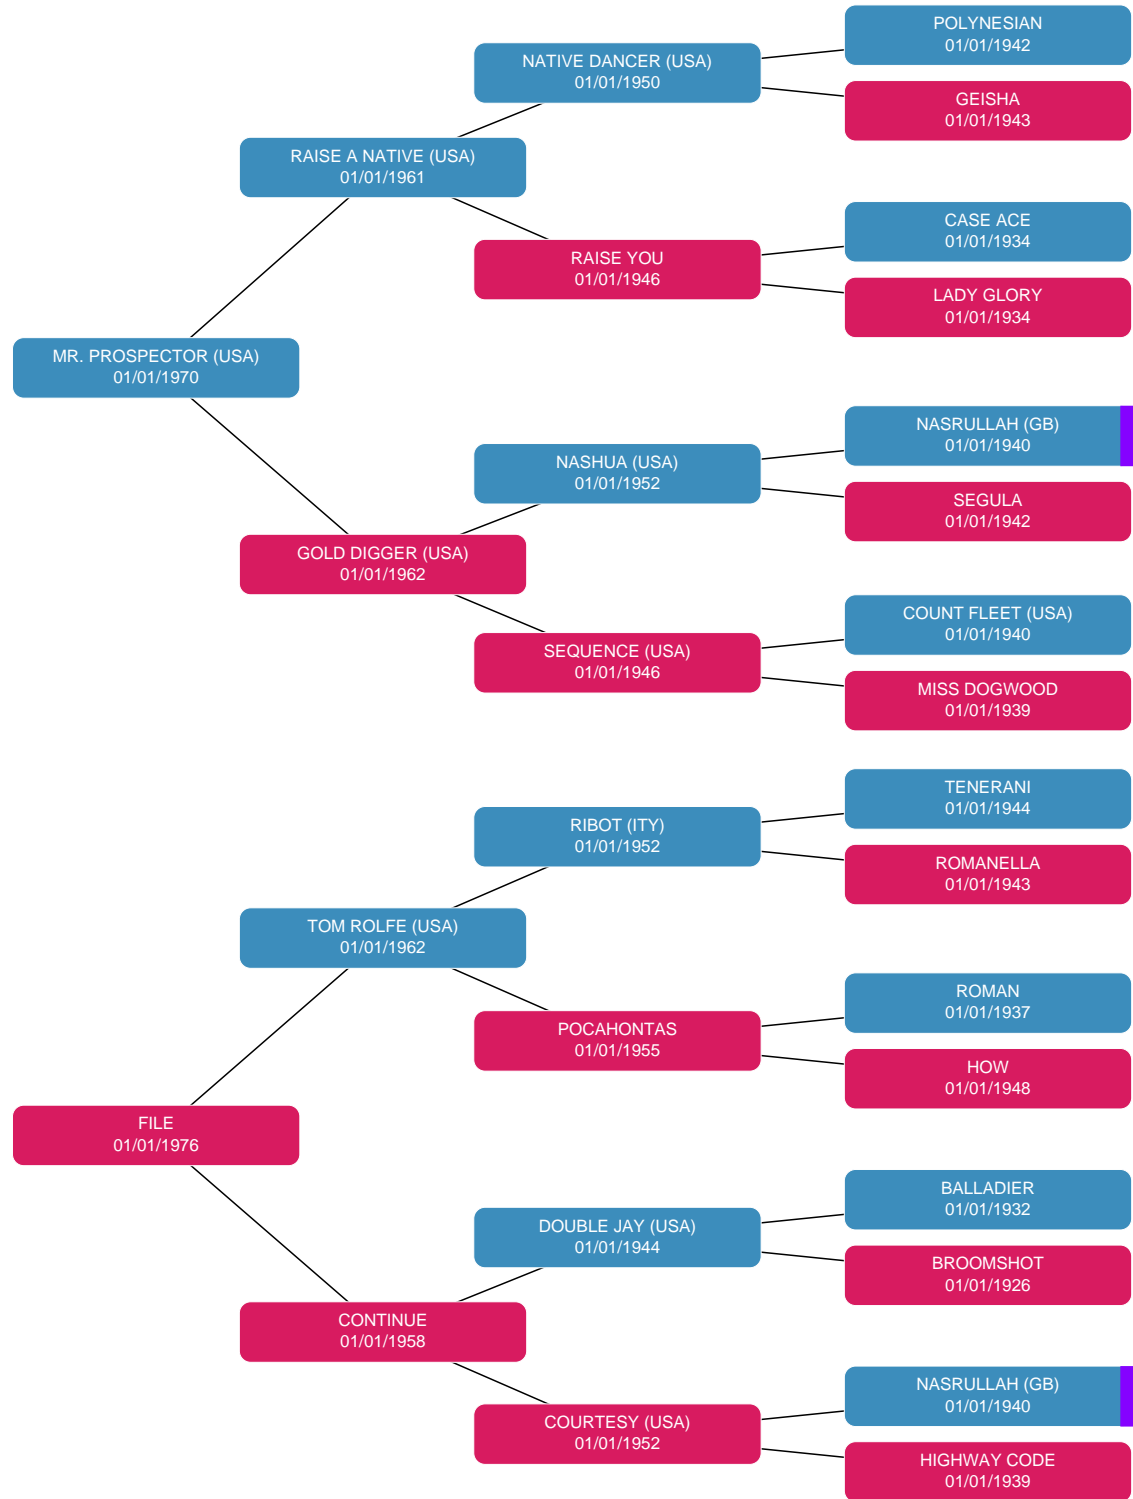 POLYNESIAN
01/01/1942
NATIVE DANCER (USA)
01/01/1950
GEISHA
01/01/1943
RAISE A NATIVE (USA)
01/01/1961
CASE ACE
01/01/1934
RAISE YOU
01/01/1946
LADY GLORY
01/01/1934
MR. PROSPECTOR (USA)
01/01/1970
NASRULLAH (GB)
01/01/1940
NASHUA (USA)
01/01/1952
SEGULA
01/01/1942
GOLD DIGGER (USA)
01/01/1962
COUNT FLEET (USA)
01/01/1940
SEQUENCE (USA)
01/01/1946
MISS DOGWOOD
01/01/1939
TENERANI
01/01/1944
RIBOT (ITY)
01/01/1952
ROMANELLA
01/01/1943
TOM ROLFE (USA)
01/01/1962
ROMAN
01/01/1937
POCAHONTAS
01/01/1955
HOW
01/01/1948
FILE
01/01/1976
BALLADIER
01/01/1932
DOUBLE JAY (USA)
01/01/1944
BROOMSHOT
01/01/1926
CONTINUE
01/01/1958
NASRULLAH (GB)
01/01/1940
COURTESY (USA)
01/01/1952
HIGHWAY CODE
01/01/1939